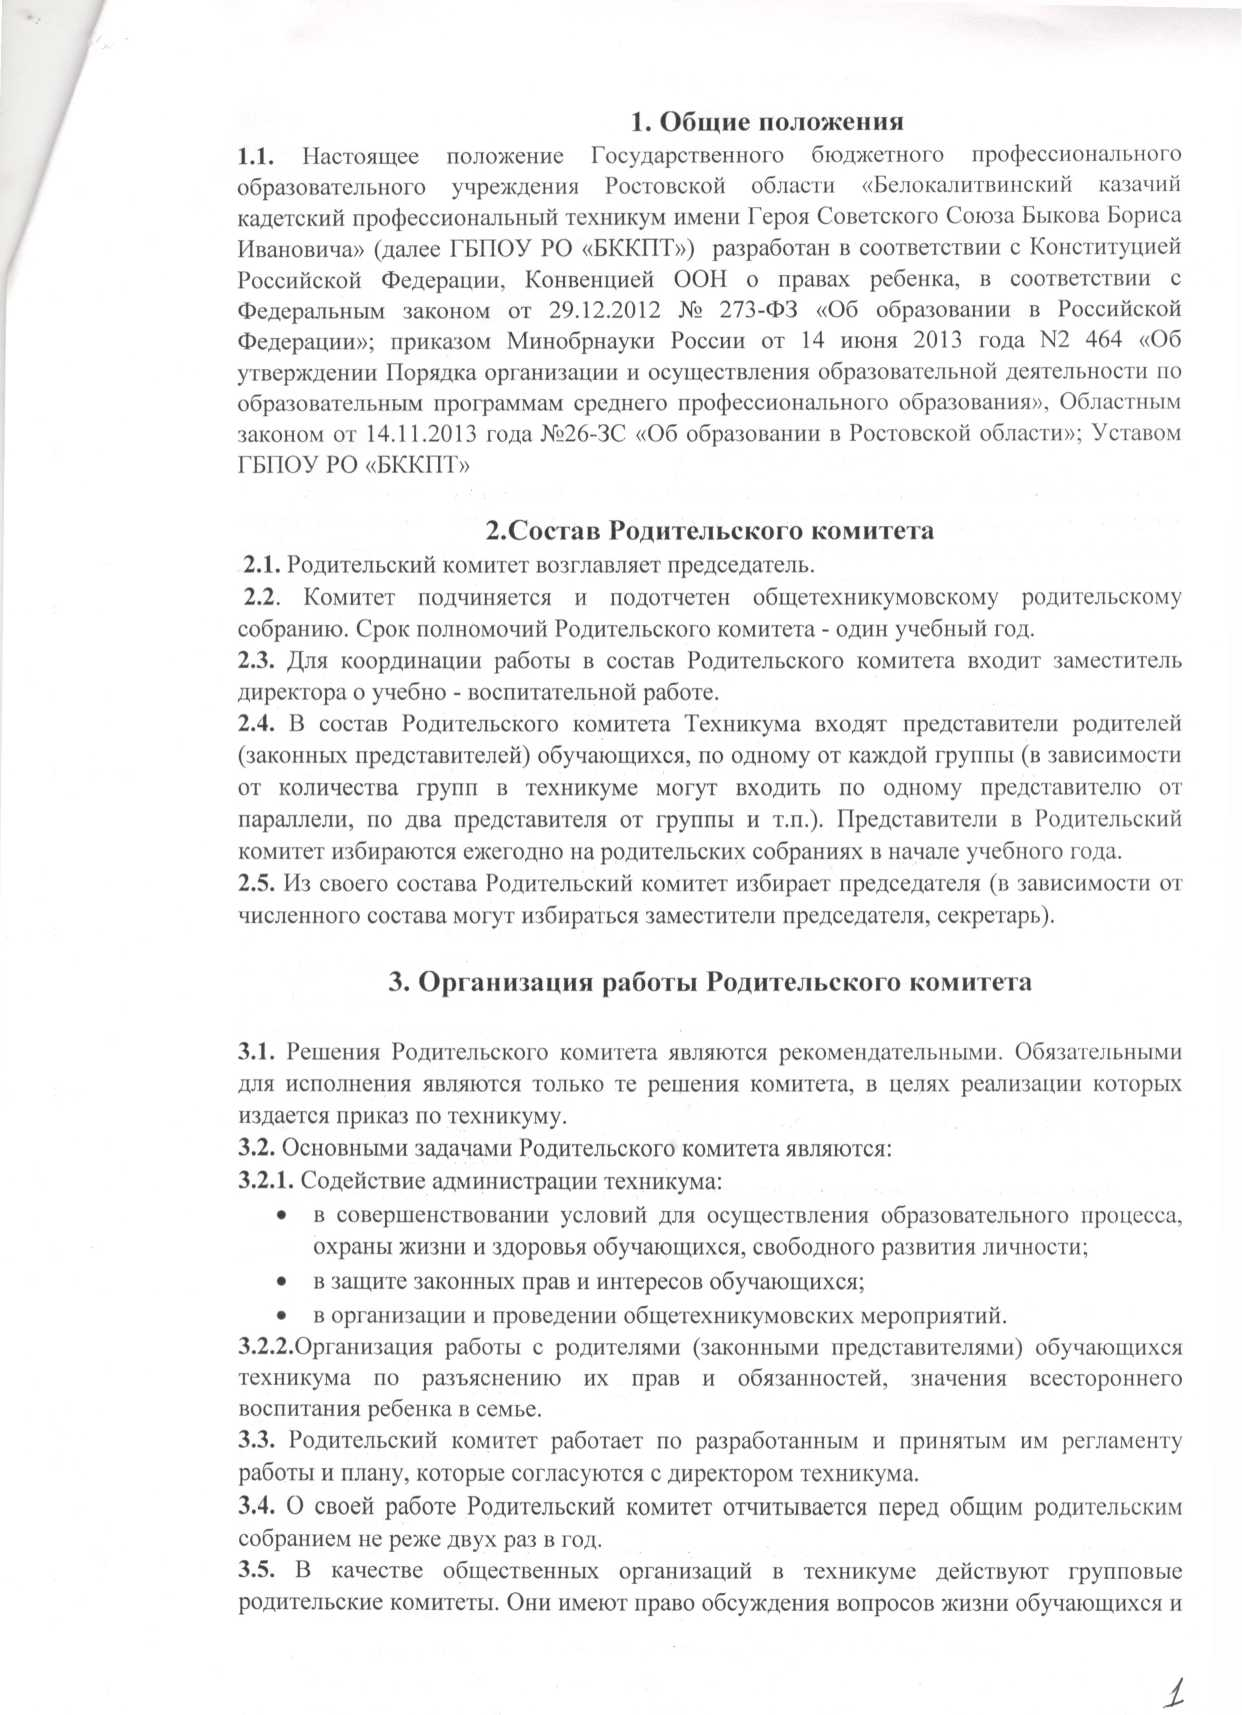 1. Общие положения
1.1. Настоящее положение Государственного бюджетного профессионального
образовательного учреждения Ростовской области «Белокалитвинский казачий
кадетский профессиональный техникум имени Героя Советского Союза Быкова Бориса
Ивановича» (далее ГБПОУ РО «БККПТ») разработан в соответствии с Конституцией
Российской Федерации, Конвенцией ООН о правах ребенка, в соответствии с
Федеральным законом от 29.12.2012 № 273-ФЗ «Об образовании в Российской
Федерации»; приказом Минобрнауки России от 14 июня 2013 года N2 464 «Об
утверждении Порядка организации и осуществления образовательной деятельности по
образовательным программам среднего профессионального образования», Областным
законом от 14.11.2013 года №26-ЗС «Об образовании в Ростовской области»; Уставом
ГБПОУ РО «БККПТ»
2.Состав Родительского комитета
2.1. Родительский комитет возглавляет председатель.
2.2. Комитет подчиняется и подотчетен общетехникумовскому родительскому
собранию. Срок полномочий Родительского комитета - один учебный год.
2.3. Для координации работы в состав Родительского комитета входит заместитель
директора о учебно - воспитательной работе.
2.4. В состав Родительского комитета Техникума входят представители родителей
(законных представителей) обучающихся, по одному от каждой группы (в зависимости
от количества групп в техникуме могут входить по одному представителю от
параллели, по два представителя от группы и т.п.). Представители в Родительский
комитет избираются ежегодно на родительских собраниях в начале учебного года.
2.5. Из своего состава Родительский комитет избирает председателя (в зависимости от
численного состава могут избираться заместители председателя, секретарь).
3. Организация работы Родительского комитета
3.1. Решения Родительского комитета являются рекомендательными. Обязательными
для исполнения являются только те решения комитета, в целях реализации которых
издается приказ по техникуму.
3.2. Основными задачами Родительского комитета являются:
3.2.1. Содействие администрации техникума:
• в совершенствовании условий для осуществления образовательного процесса,
охраны жизни и здоровья обучающихся, свободного развития личности;
• в защите законных прав и интересов обучающихся;
• в организации и проведении общетехникумовских мероприятий.
3.2.2.Организация работы с родителями (законными представителями) обучающихся
техникума по разъяснению их прав и обязанностей, значения всестороннего
воспитания ребенка в семье.
3.3. Родительский комитет работает по разработанным и принятым им регламенту
работы и плану, которые согласуются с директором техникума.
3.4. О своей работе Родительский комитет отчитывается перед общим родительским
собранием не реже двух раз в год.
3.5. В качестве общественных организаций в техникуме действуют групповые
родительские комитеты. Они имеют право обсуждения вопросов жизни обучающихся и
1